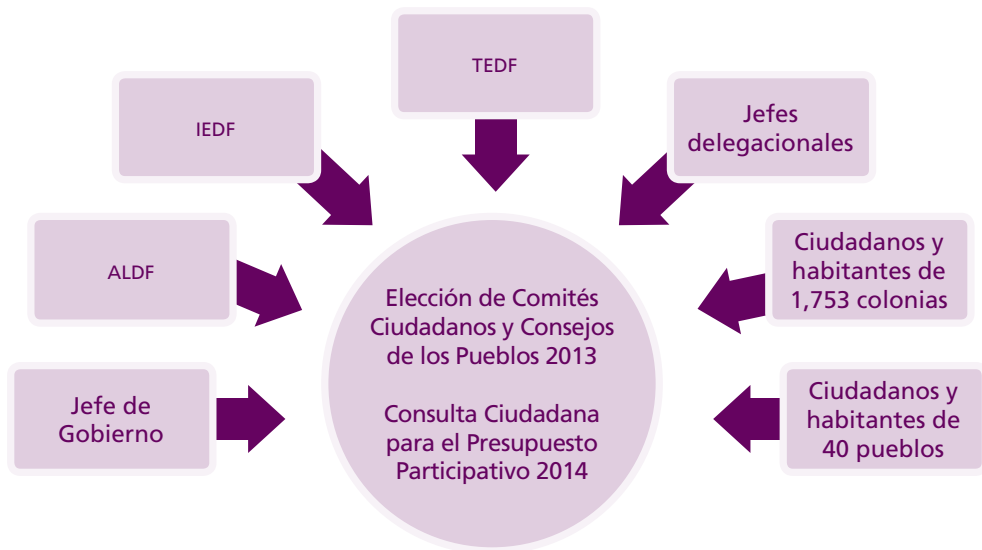 TEDF
IEDF
Jefes
delegacionales
ALDF
Ciudadanos y
habitantes de
1,753 colonias
Jefe de
Gobierno
Elección de Comités
Ciudadanos y Consejos
de los Pueblos 2013
Consulta Ciudadana
para el Presupuesto
Participativo 2014
Ciudadanos y
habitantes de
40 pueblos